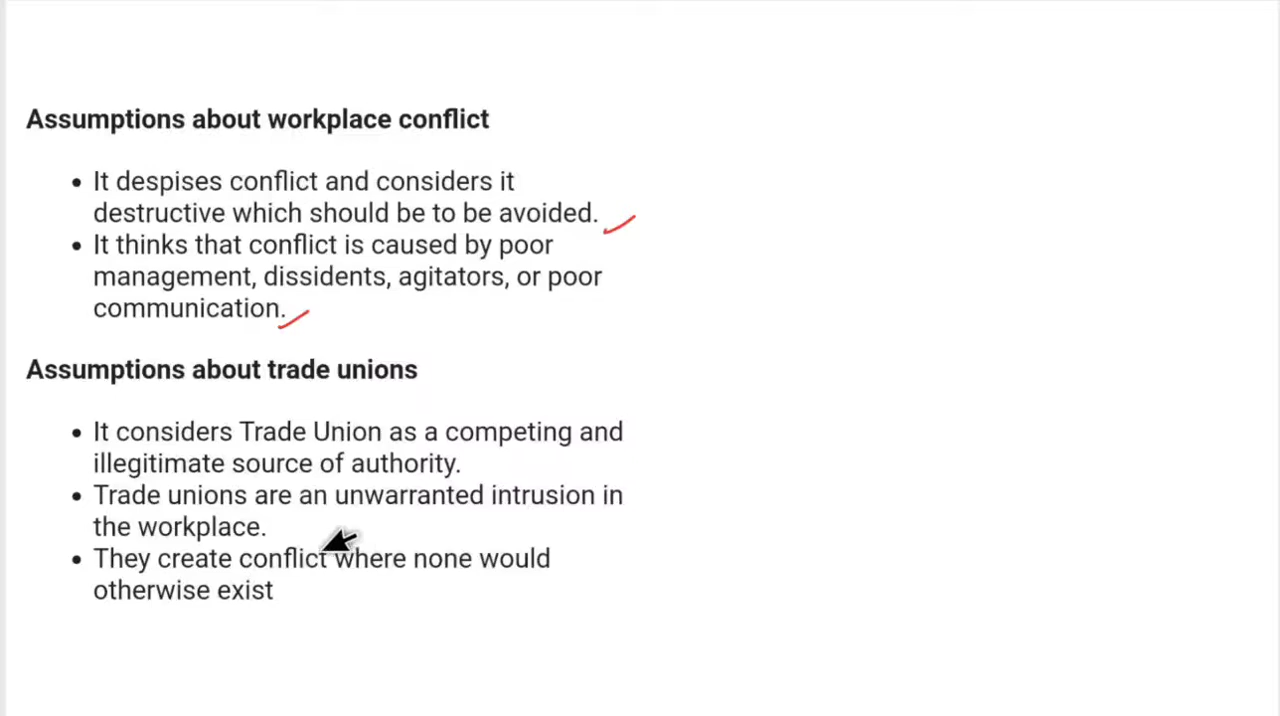 Assumptions about workplace conflict
• It despises conflict and considers it
destructive which should be to be avoided.
• It thinks that conflict is caused by poor
management, dissidents, agitators, or poor
communication.
Assumptions about trade unions
• It considers Trade Union as a competing and
illegitimate source of authority.
• Trade unions are an unwarranted intrusion in
the workplace.
• They create conflict where none would
otherwise exist